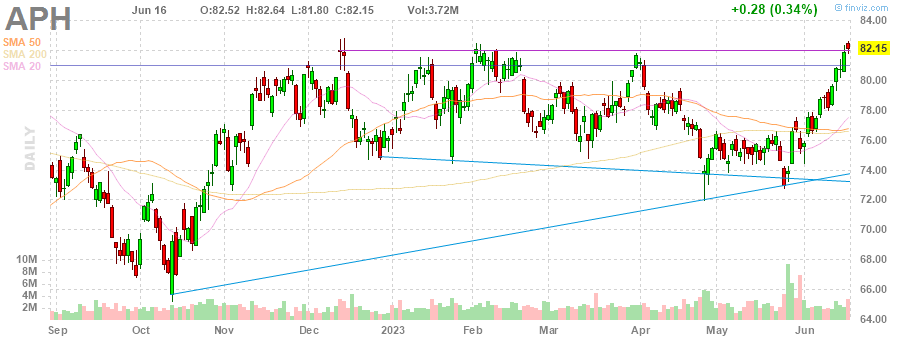 APH
Jun 16 O:82.52 H:82.64 L:81.80 C:82.15 Vol:3.72M
+0.28 (0.34%)
© finviz.com
SMA 50
SMA 200
SMA 20
DAILY
84.00
82.15
80.00
78.00
76.00
74.00
72.00
70.00
68.00
66.00
64.00
10M
8M
6M
4M
2M
Sep Oct Nov Dec 2023 Feb Mar Apr May Jun